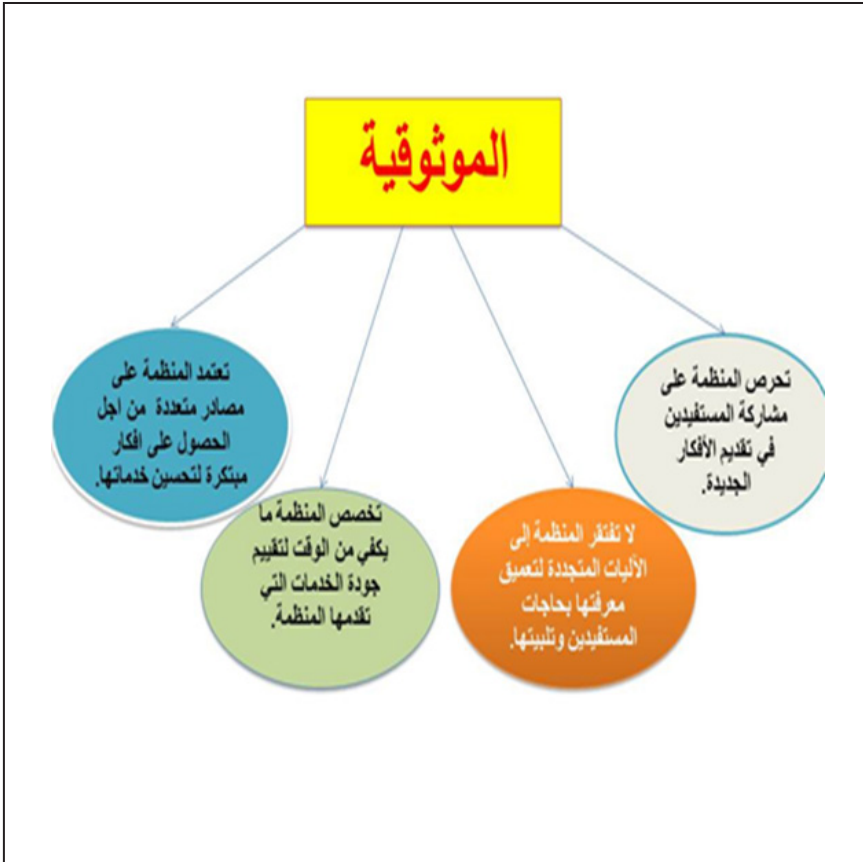 الموثوقية
تحرص المنظمة على
مشاركة المستفيدين
في تقديم الأفكار
الجديدة.
لا تفتقر المنظمة إلى
الأليات المتجددة لتعميق
معرفتها بحاجات
المستفيدين وتلبيتها.
تخصص المنظمة ما
يكفي من الوقت لتقييم
جودة الخدمات التي
تقدمها المنظمة.
تعتمد المنظمة على
مصادر متعددة من اجل
الحصول على افكار
مبتكرة لتحسين خدماتها.